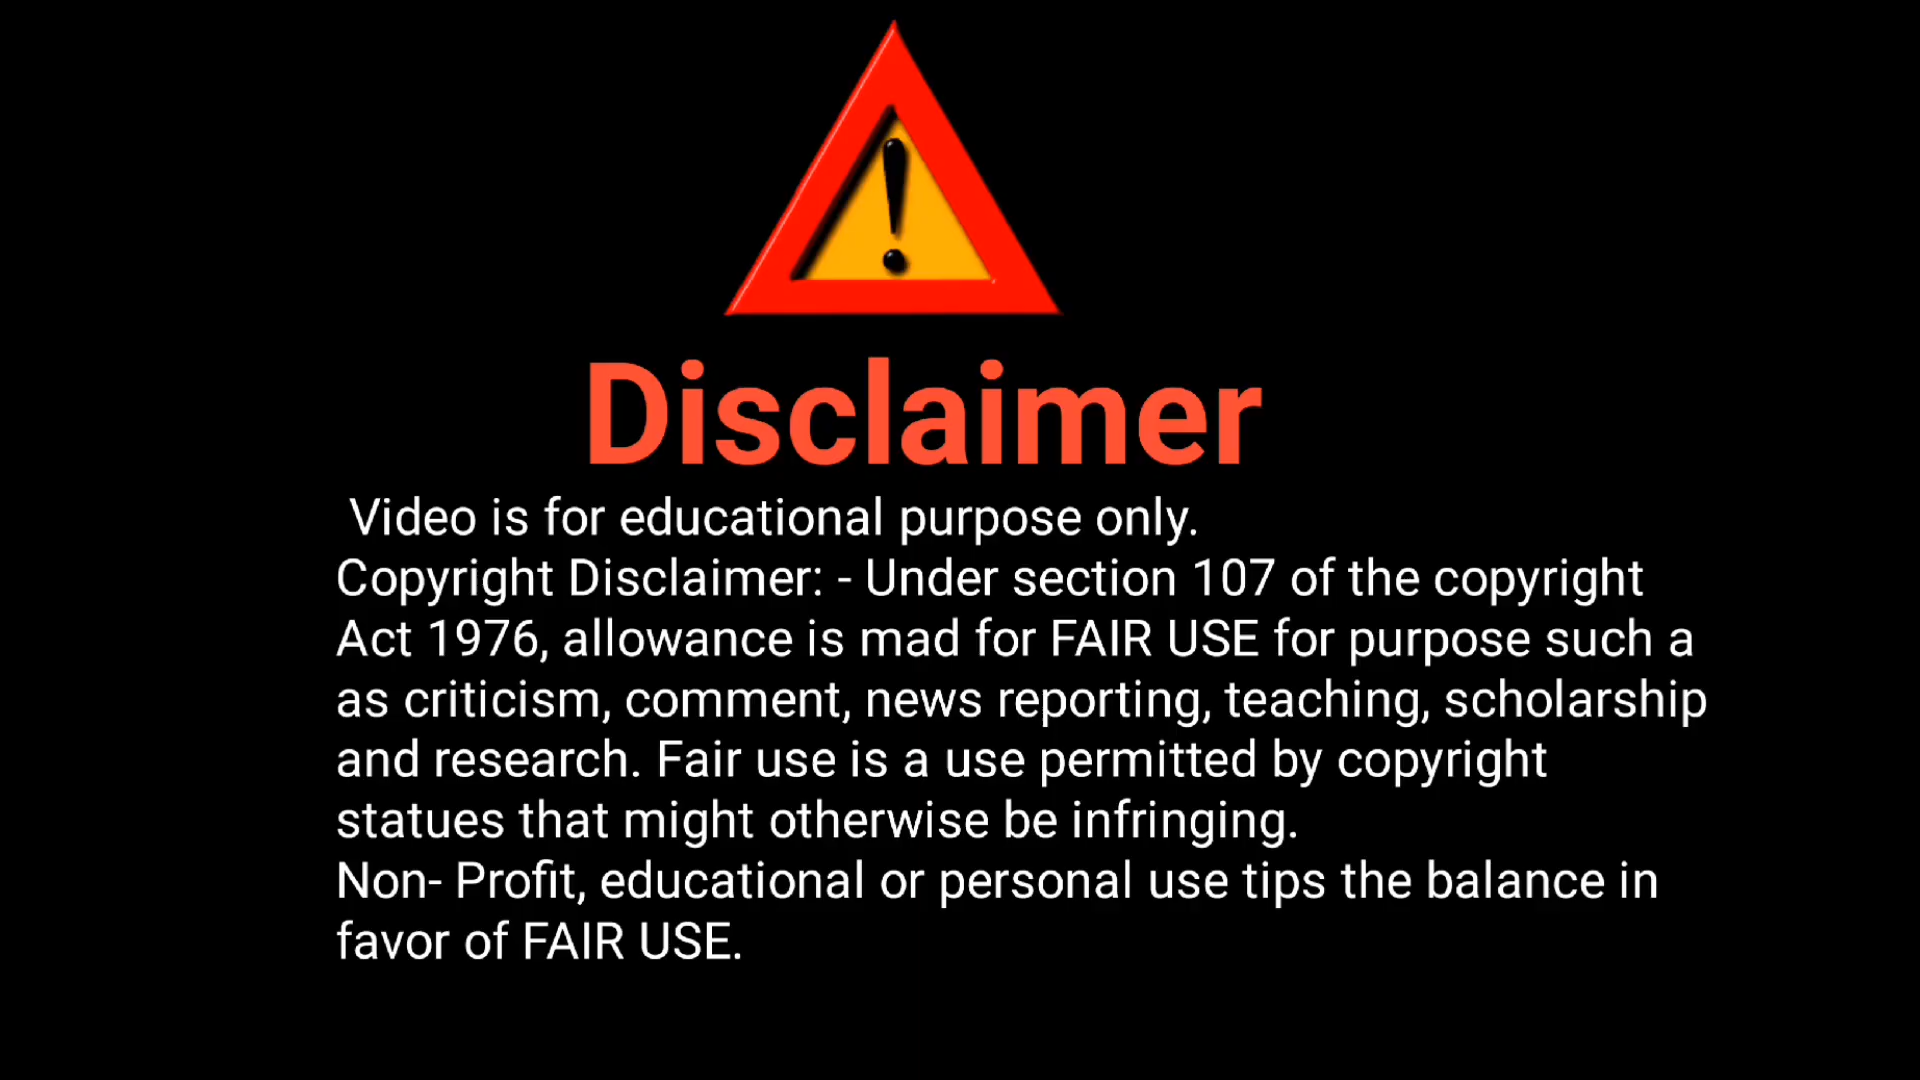 Disclaimer
Video is for educational purpose only.
Copyright Disclaimer: - Under section 107 of the copyright
Act 1976, allowance is mad for FAIR USE for purpose such a
as criticism, comment, news reporting, teaching, scholarship
and research. Fair use is a use permitted by copyright
statues that might otherwise be infringing.
Non- Profit, educational or personal use tips the balance in
favor of FAIR USE.